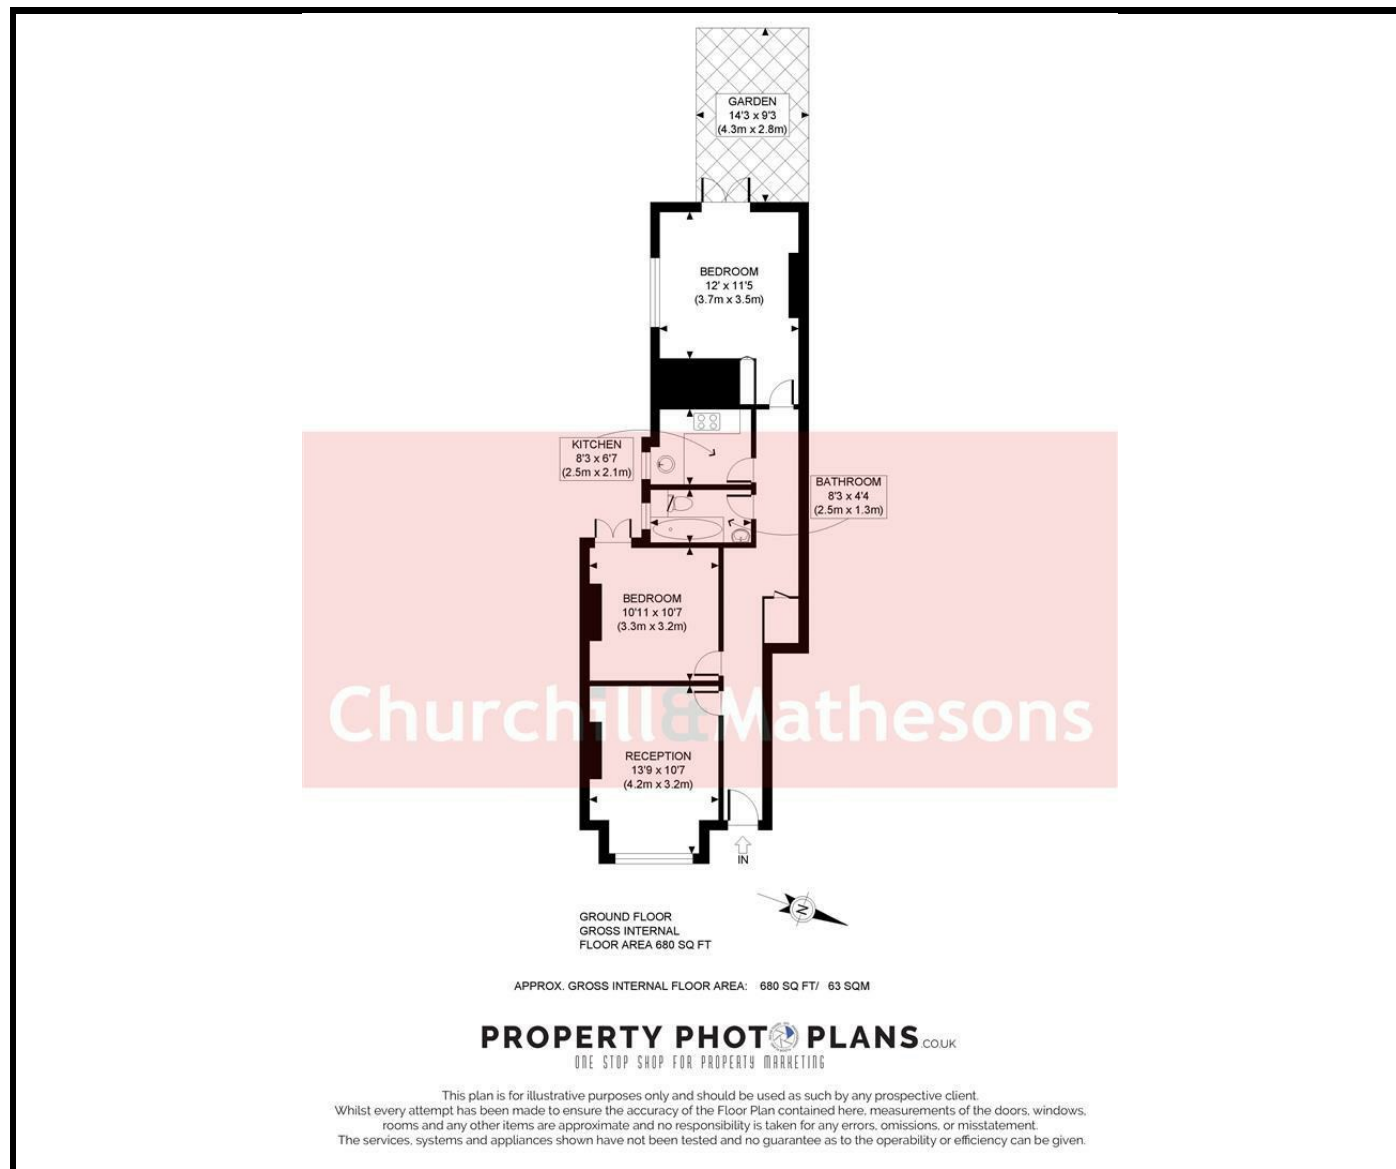 GARDEN
14'3 x 9'3
(4.3m x 2.8m)
BEDROOM
12' x 11'5
(3.7m x 3.5m)
KITCHEN
8'3 x 6'7
(2.5m x 2.1m)
BATHROOM
8'3 x 4'4
(2.5m x 1.3m)
BEDROOM
10'11 x 10'7
(3.3m x 3.2m)
Churchill&Mathesons
RECEPTION
13'9 x 10'7
(4.2m x 3.2m)
IN
N
GROUND FLOOR
GROSS INTERNAL
FLOOR AREA 680 SQ FT
APPROX. GROSS INTERNAL FLOOR AREA: 680 SQ FT/ 63 SQM
PROPERTY PHOTO PLANS.CO.UK
ONE STOP SHOP FOR PROPERTY MARKETING
This plan is for illustrative purposes only and should be used as such by any prospective client.
Whilst every attempt has been made to ensure the accuracy of the Floor Plan contained here, measurements of the doors, windows,
rooms and any other items are approximate and no responsibility is taken for any errors, omissions, or misstatement.
The services, systems and appliances shown have not been tested and no guarantee as to the operability or efficiency can be given.